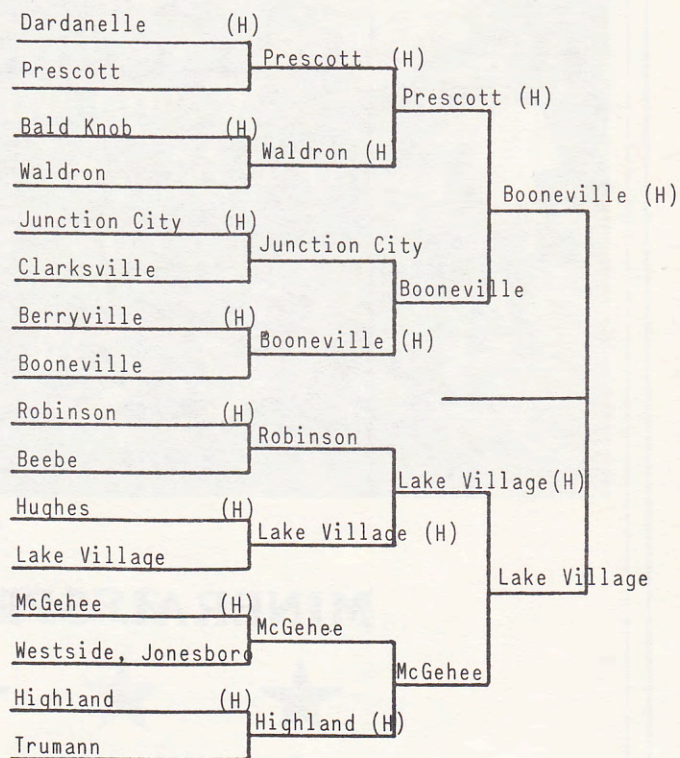 Dardanelle (H)
Prescott
Bald Knob (H)
Waldron
Junction City (H)
Clarksville
Berryville (H)
Booneville
Robinson (H)
Beebe
Hughes (H)
Lake Village
McGehee (H)
Westside, Jonesboro
Highland (H)
Trumann
Prescott (H)
Waldron (H
Junction City
Booneville (H)
Robinson
Lake Village (H)
McGehee
Highland (H)
Prescott (H)
Booneville
Lake Village (H)
McGehee
Booneville (H)
Lake Village